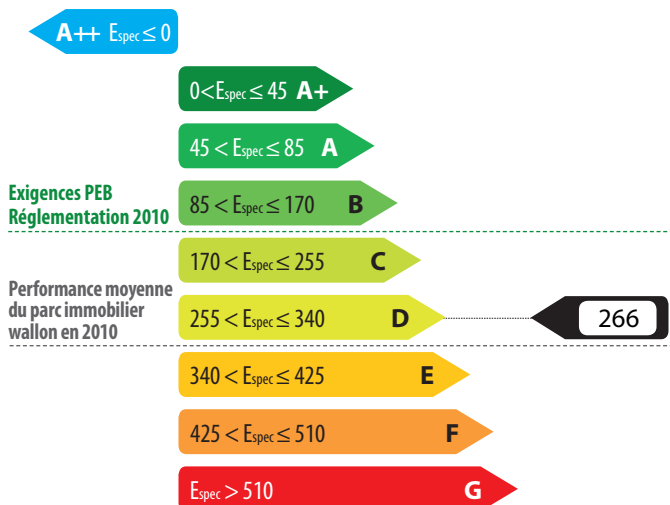 A++ Espec ≤ 0
0 < Espec ≤ 45 A+
45 < Espec ≤ 85 A
Exigences PEB
Réglementation 2010
85 < Espec ≤ 170 B
170 < Espec ≤ 255 C
Performance moyenne
du parc immobilier
wallon en 2010
255 < Espec ≤ 340 D
266
340 < Espec ≤ 425 E
425 < Espec ≤ 510 F
Espec > 510 G